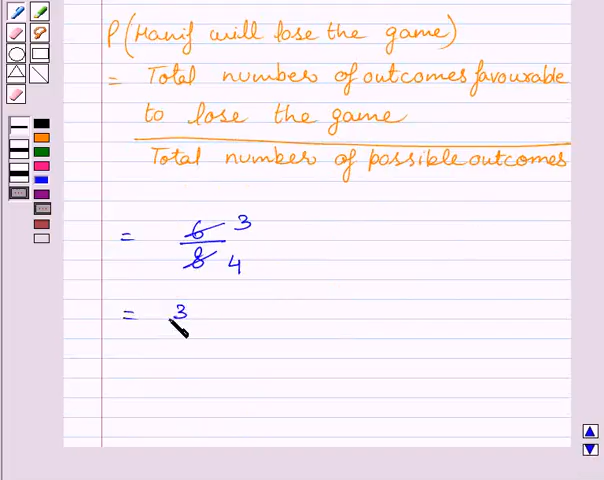 P(Hanif will lose the game)
= Total number of outcomes favourable
to lose the game
Total number of possible outcomes
= 6 3
8 4
= 3